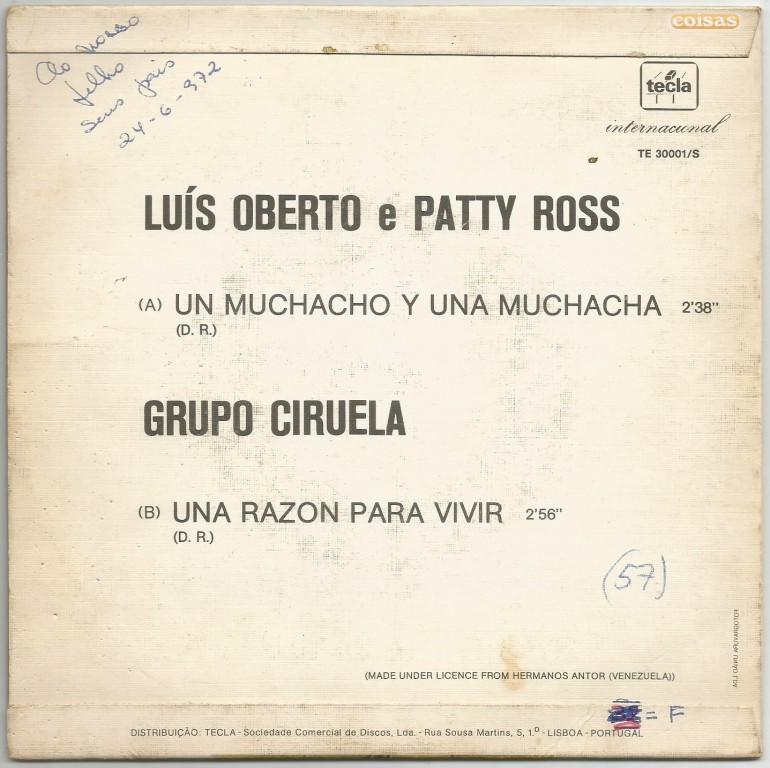 coisas
Ao nosso
filho
seus pais
24-6-972
tecla
internacional
TE 30001/S
LUÍS OBERTO e PATTY ROSS
(A) UN MUCHACHO Y UNA MUCHACHA 2'38"
(D. R.)
GRUPO CIRUELA
(B) UNA RAZON PARA VIVIR 2'56"
(D. R.)
(57)
(MADE UNDER LICENCE FROM HERMANOS ANTOR (VENEZUELA))
= F
DISTRIBUIÇÃO: TECLA - Sociedade Comercial de Discos, Lda. - Rua Sousa Martins, 5, 1.º - LISBOA - PORTUGAL